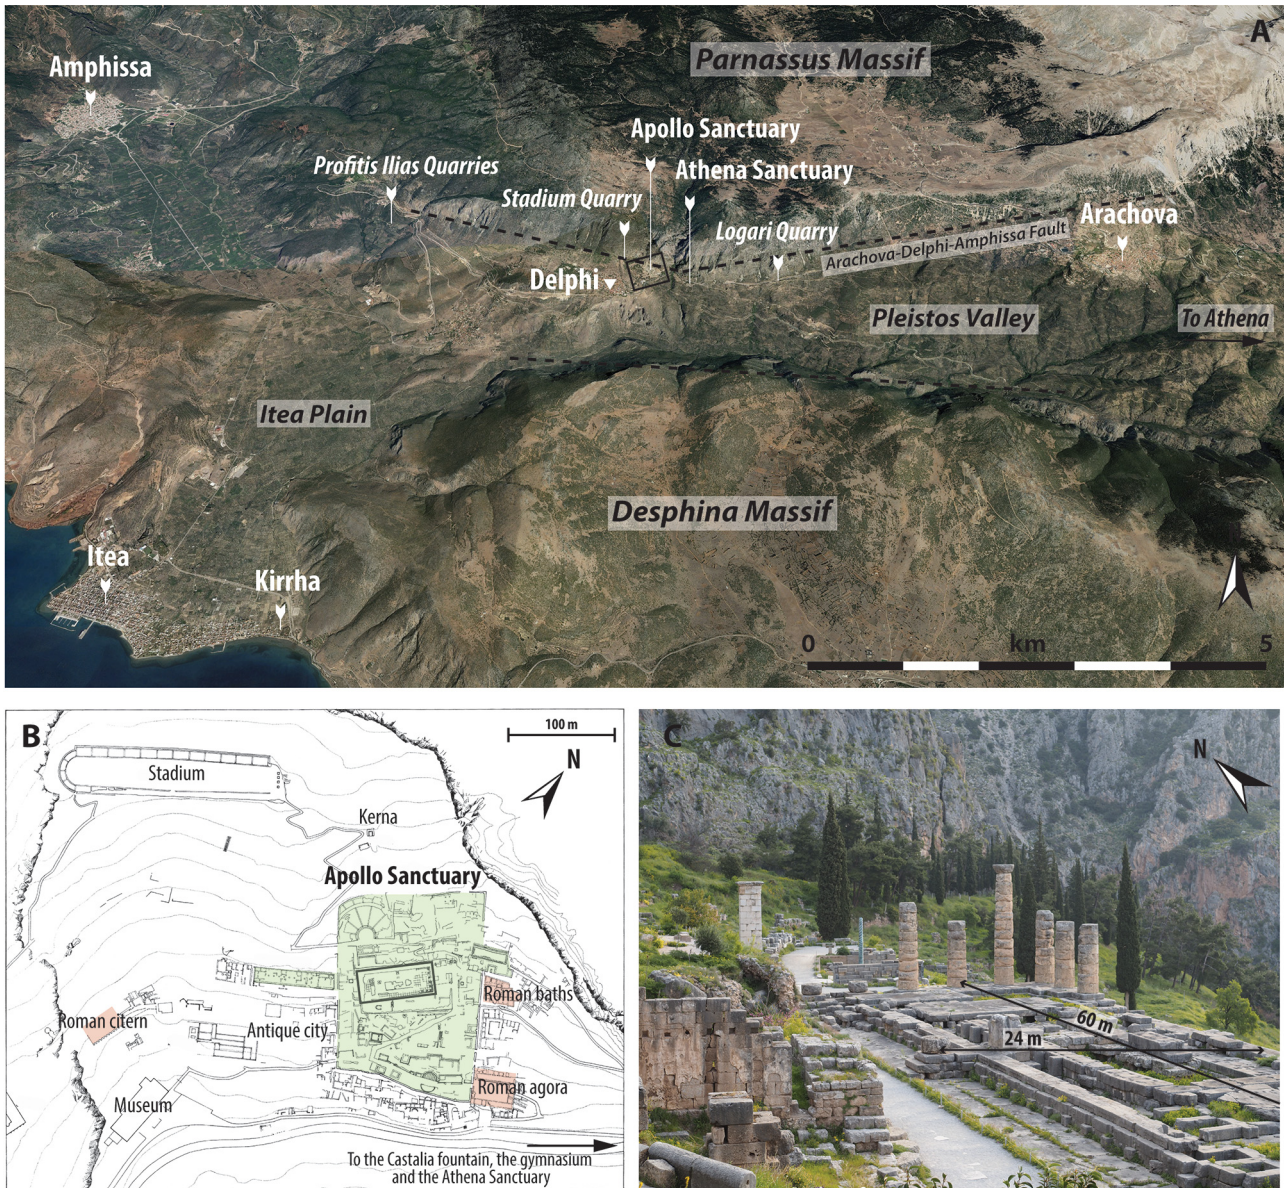 A
Parnassus Massif
Amphissa
Apollo Sanctuary
Profitis Ilias Quarries
Athena Sanctuary
Stadium Quarry
Arachova
Logari Quarry
Arachova-Delphi-Amphissa Fault
Delphi
Pleistos Valley
To Athena
Itea Plain
Desphina Massif
Itea
Kirrha
0 km 5
B
100 m
N
Stadium
Kerna
Apollo Sanctuary
Roman baths
Roman citern
Antique city
Roman agora
Museum
To the Castalia fountain, the gymnasium
and the Athena Sanctuary
C
N
60 m
24 m